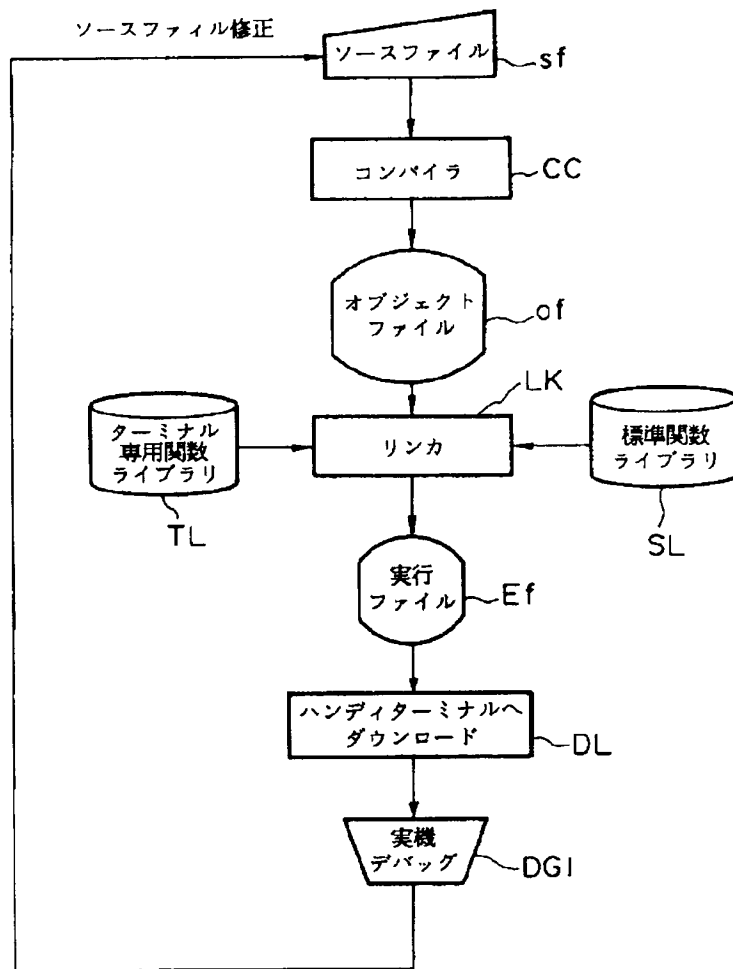 ソースフィル修正
ソースファイル
sf
コンパイラ
CC
オブジェクト
ファイル
of
LK
ターミナル
専用関数
ライブラリ
TL
リンカ
標準関数
ライブラリ
SL
実行
ファイル
Ef
ハンディターミナルへ
ダウンロード
DL
実機
デバッグ
DG1